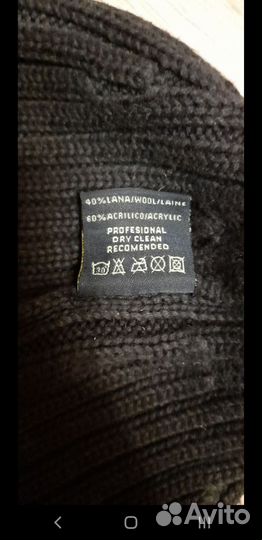 40%LANA/WOOL/LAINE
60%ACRILICO/ACRYLIC
PROFESIONAL
DRY CLEAN
RECOMENDED
30
Avito